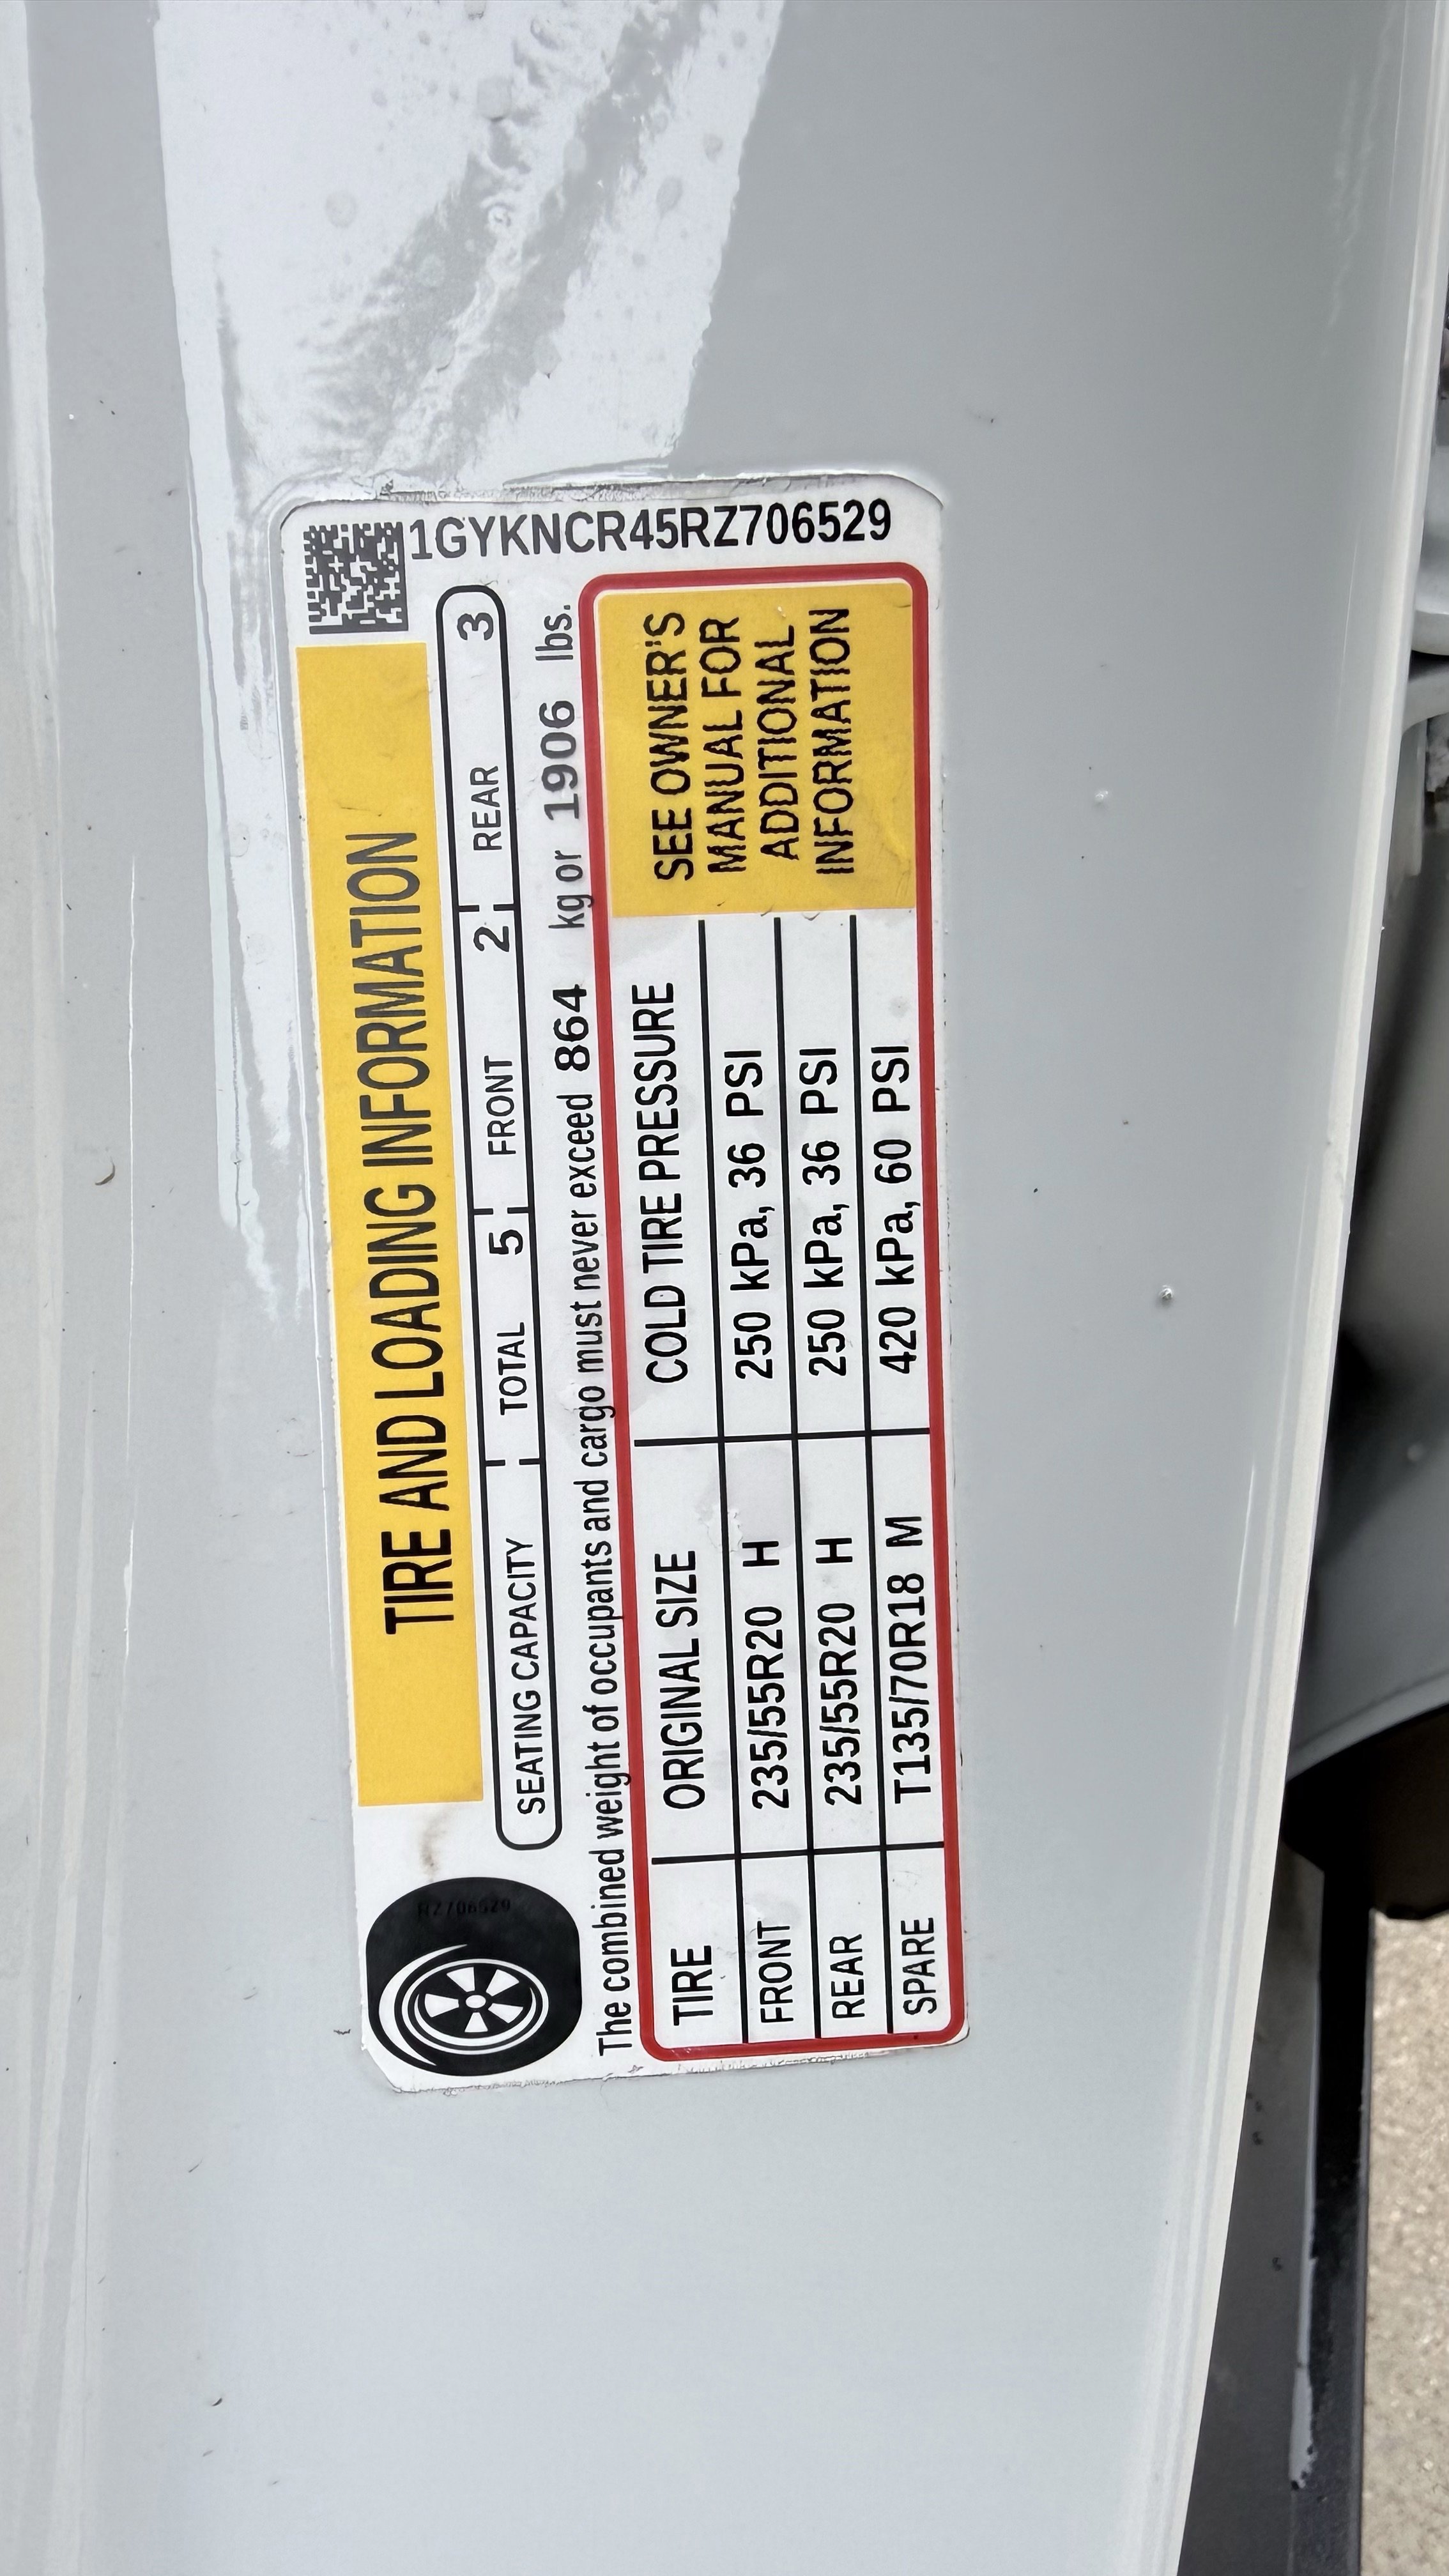 TIRE AND LOADING INFORMATION
SEATING CAPACITY TOTAL 5 FRONT 2 REAR 3
The combined weight of occupants and cargo must never exceed 864 kg or 1906 lbs.
TIRE ORIGINAL SIZE COLD TIRE PRESSURE
FRONT 235/55R20 H 250 kPa, 36 PSI
REAR 235/55R20 H 250 kPa, 36 PSI
SPARE T135/70R18 M 420 kPa, 60 PSI
SEE OWNER'S
MANUAL FOR
ADDITIONAL
INFORMATION
1GYKNCR45RZ706529
RZ706529